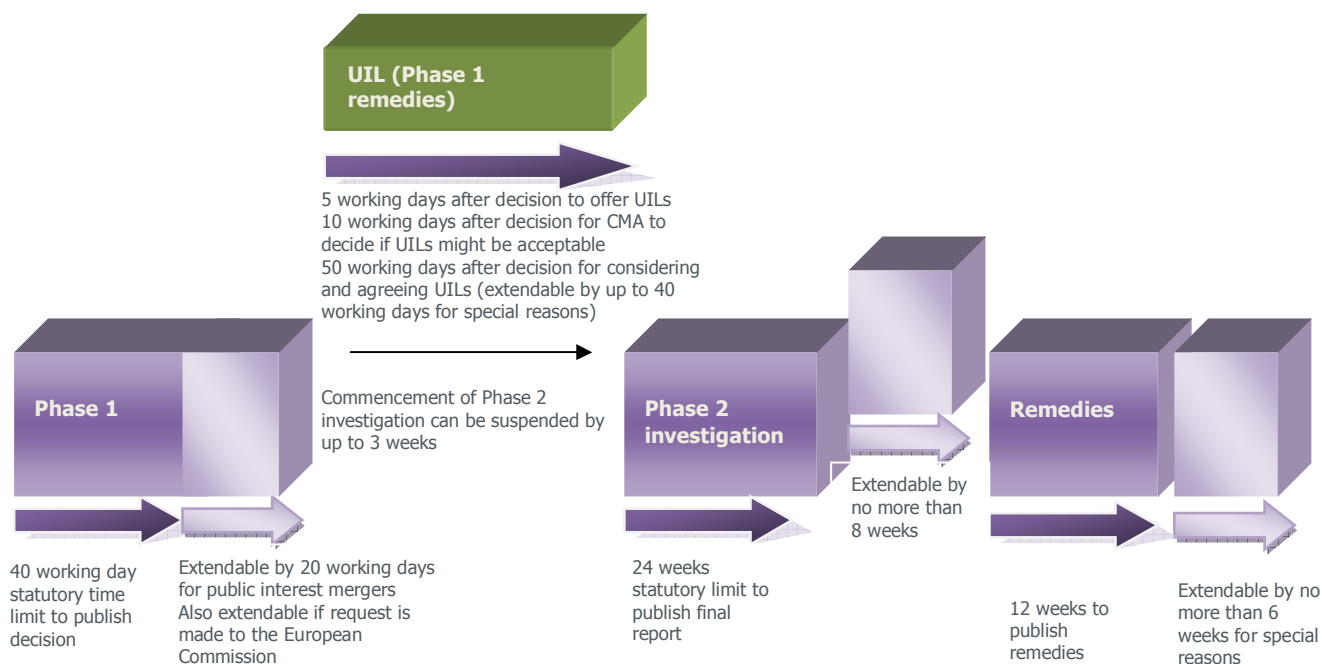 UIL (Phase 1
remedies)
5 working days after decision to offer UILs
10 working days after decision for CMA to
decide if UILs might be acceptable
50 working days after decision for considering
and agreeing UILs (extendable by up to 40
working days for special reasons)
Phase 1
Commencement of Phase 2
investigation can be suspended by
up to 3 weeks
Phase 2
investigation
Remedies
40 working day
statutory time
limit to publish
decision
Extendable by 20 working days
for public interest mergers
Also extendable if request is
made to the European
Commission
24 weeks
statutory limit to
publish final
report
Extendable by
no more than
8 weeks
12 weeks to
publish
remedies
Extendable by no
more than 6
weeks for special
reasons